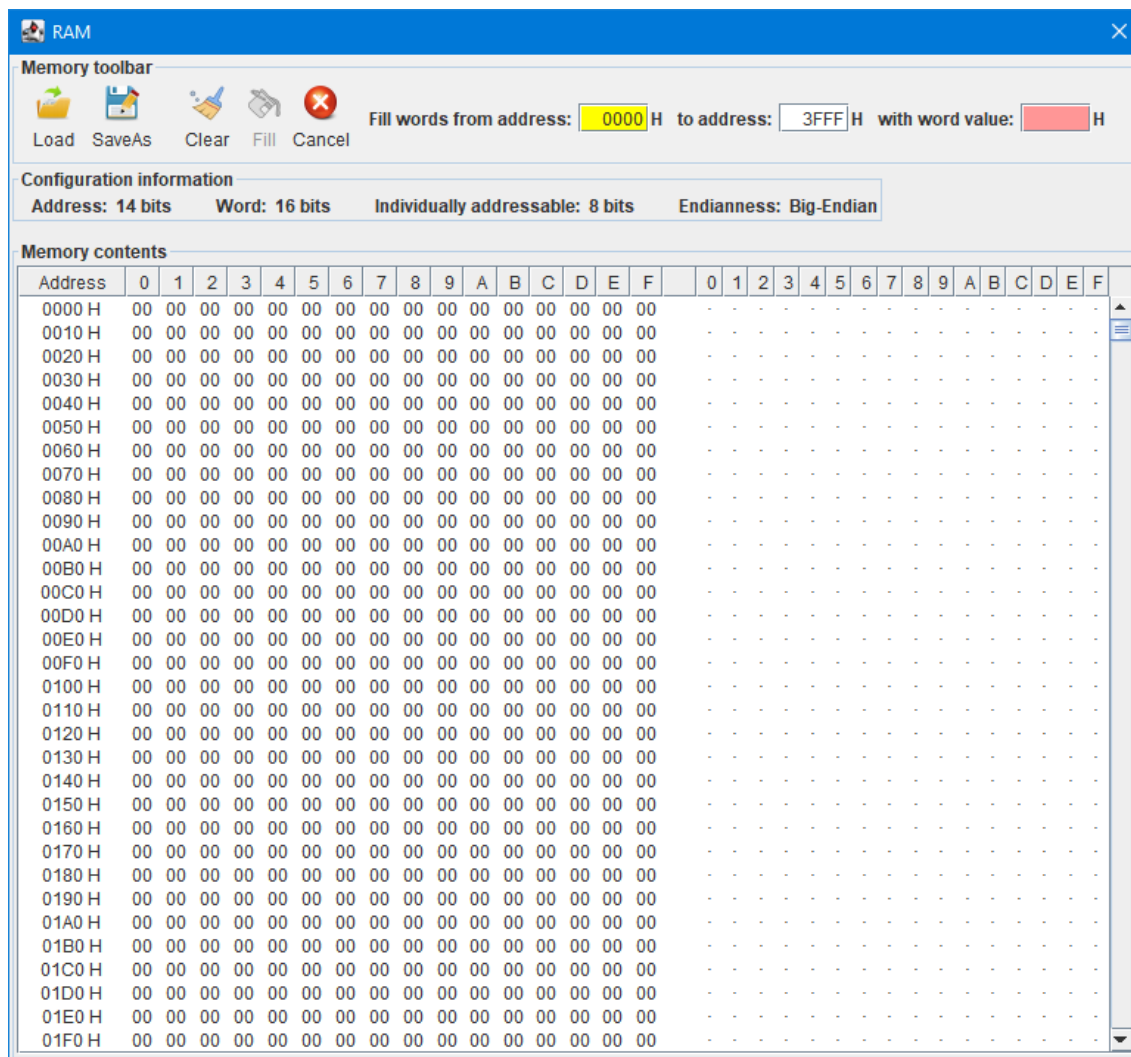 RAM
Memory toolbar
Load SaveAs Clear Fill Cancel Fill words from address: 0000 H to address: 3FFF H with word value: H
Configuration information
Address: 14 bits Word: 16 bits Individually addressable: 8 bits Endianness: Big-Endian
Memory contents
Address 0 1 2 3 4 5 6 7 8 9 A B C D E F 0 1 2 3 4 5 6 7 8 9 A B C D E F
0000 H 00 00 00 00 00 00 00 00 00 00 00 00 00 00 00 00 - - - - - - - - - - - - - - - -
0010 H 00 00 00 00 00 00 00 00 00 00 00 00 00 00 00 00 - - - - - - - - - - - - - - - -
0020 H 00 00 00 00 00 00 00 00 00 00 00 00 00 00 00 00 - - - - - - - - - - - - - - - -
0030 H 00 00 00 00 00 00 00 00 00 00 00 00 00 00 00 00 - - - - - - - - - - - - - - - -
0040 H 00 00 00 00 00 00 00 00 00 00 00 00 00 00 00 00 - - - - - - - - - - - - - - - -
0050 H 00 00 00 00 00 00 00 00 00 00 00 00 00 00 00 00 - - - - - - - - - - - - - - - -
0060 H 00 00 00 00 00 00 00 00 00 00 00 00 00 00 00 00 - - - - - - - - - - - - - - - -
0070 H 00 00 00 00 00 00 00 00 00 00 00 00 00 00 00 00 - - - - - - - - - - - - - - - -
0080 H 00 00 00 00 00 00 00 00 00 00 00 00 00 00 00 00 - - - - - - - - - - - - - - - -
0090 H 00 00 00 00 00 00 00 00 00 00 00 00 00 00 00 00 - - - - - - - - - - - - - - - -
00A0 H 00 00 00 00 00 00 00 00 00 00 00 00 00 00 00 00 - - - - - - - - - - - - - - - -
00B0 H 00 00 00 00 00 00 00 00 00 00 00 00 00 00 00 00 - - - - - - - - - - - - - - - -
00C0 H 00 00 00 00 00 00 00 00 00 00 00 00 00 00 00 00 - - - - - - - - - - - - - - - -
00D0 H 00 00 00 00 00 00 00 00 00 00 00 00 00 00 00 00 - - - - - - - - - - - - - - - -
00E0 H 00 00 00 00 00 00 00 00 00 00 00 00 00 00 00 00 - - - - - - - - - - - - - - - -
00F0 H 00 00 00 00 00 00 00 00 00 00 00 00 00 00 00 00 - - - - - - - - - - - - - - - -
0100 H 00 00 00 00 00 00 00 00 00 00 00 00 00 00 00 00 - - - - - - - - - - - - - - - -
0110 H 00 00 00 00 00 00 00 00 00 00 00 00 00 00 00 00 - - - - - - - - - - - - - - - -
0120 H 00 00 00 00 00 00 00 00 00 00 00 00 00 00 00 00 - - - - - - - - - - - - - - - -
0130 H 00 00 00 00 00 00 00 00 00 00 00 00 00 00 00 00 - - - - - - - - - - - - - - - -
0140 H 00 00 00 00 00 00 00 00 00 00 00 00 00 00 00 00 - - - - - - - - - - - - - - - -
0150 H 00 00 00 00 00 00 00 00 00 00 00 00 00 00 00 00 - - - - - - - - - - - - - - - -
0160 H 00 00 00 00 00 00 00 00 00 00 00 00 00 00 00 00 - - - - - - - - - - - - - - - -
0170 H 00 00 00 00 00 00 00 00 00 00 00 00 00 00 00 00 - - - - - - - - - - - - - - - -
0180 H 00 00 00 00 00 00 00 00 00 00 00 00 00 00 00 00 - - - - - - - - - - - - - - - -
0190 H 00 00 00 00 00 00 00 00 00 00 00 00 00 00 00 00 - - - - - - - - - - - - - - - -
01A0 H 00 00 00 00 00 00 00 00 00 00 00 00 00 00 00 00 - - - - - - - - - - - - - - - -
01B0 H 00 00 00 00 00 00 00 00 00 00 00 00 00 00 00 00 - - - - - - - - - - - - - - - -
01C0 H 00 00 00 00 00 00 00 00 00 00 00 00 00 00 00 00 - - - - - - - - - - - - - - - -
01D0 H 00 00 00 00 00 00 00 00 00 00 00 00 00 00 00 00 - - - - - - - - - - - - - - - -
01E0 H 00 00 00 00 00 00 00 00 00 00 00 00 00 00 00 00 - - - - - - - - - - - - - - - -
01F0 H 00 00 00 00 00 00 00 00 00 00 00 00 00 00 00 00 - - - - - - - - - - - - - - - -